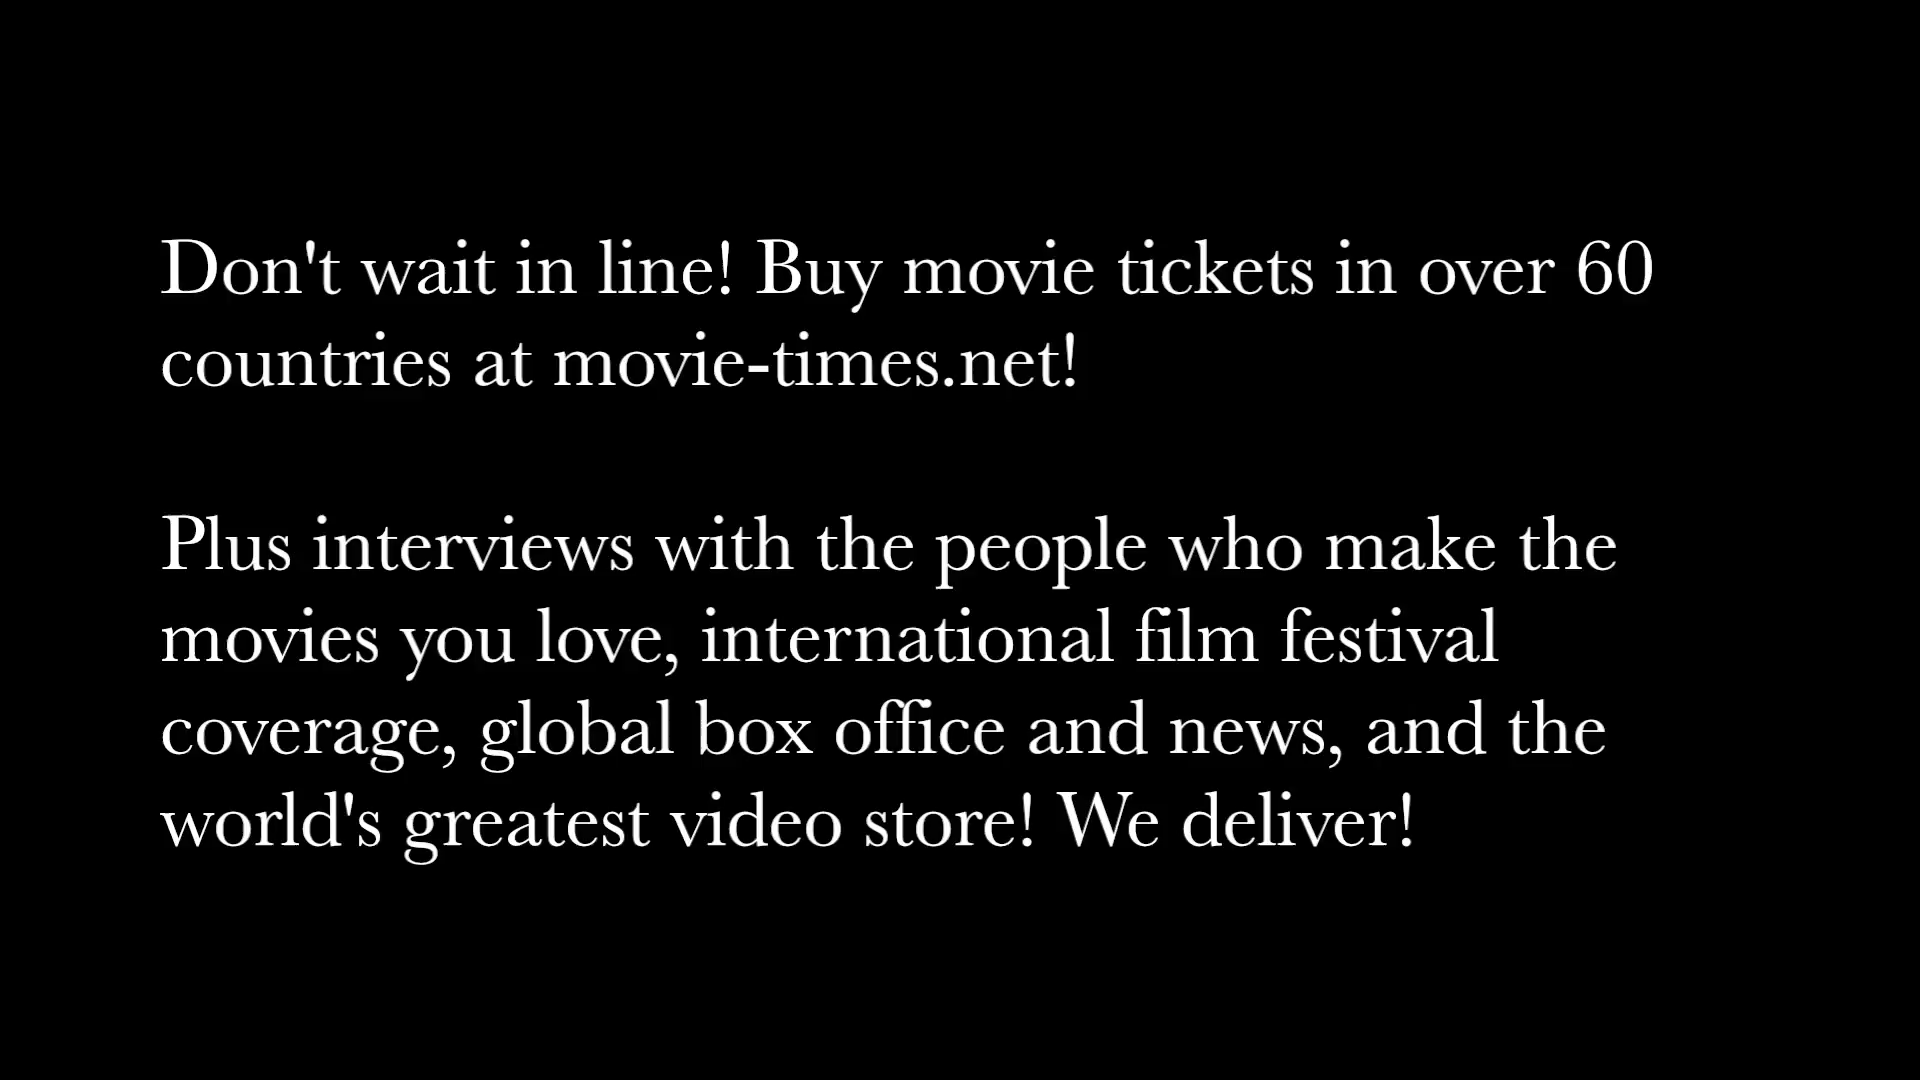 Don't wait in line! Buy movie tickets in over 60
countries at movie-times.net!
Plus interviews with the people who make the
movies you love, international film festival
coverage, global box office and news, and the
world's greatest video store! We deliver!